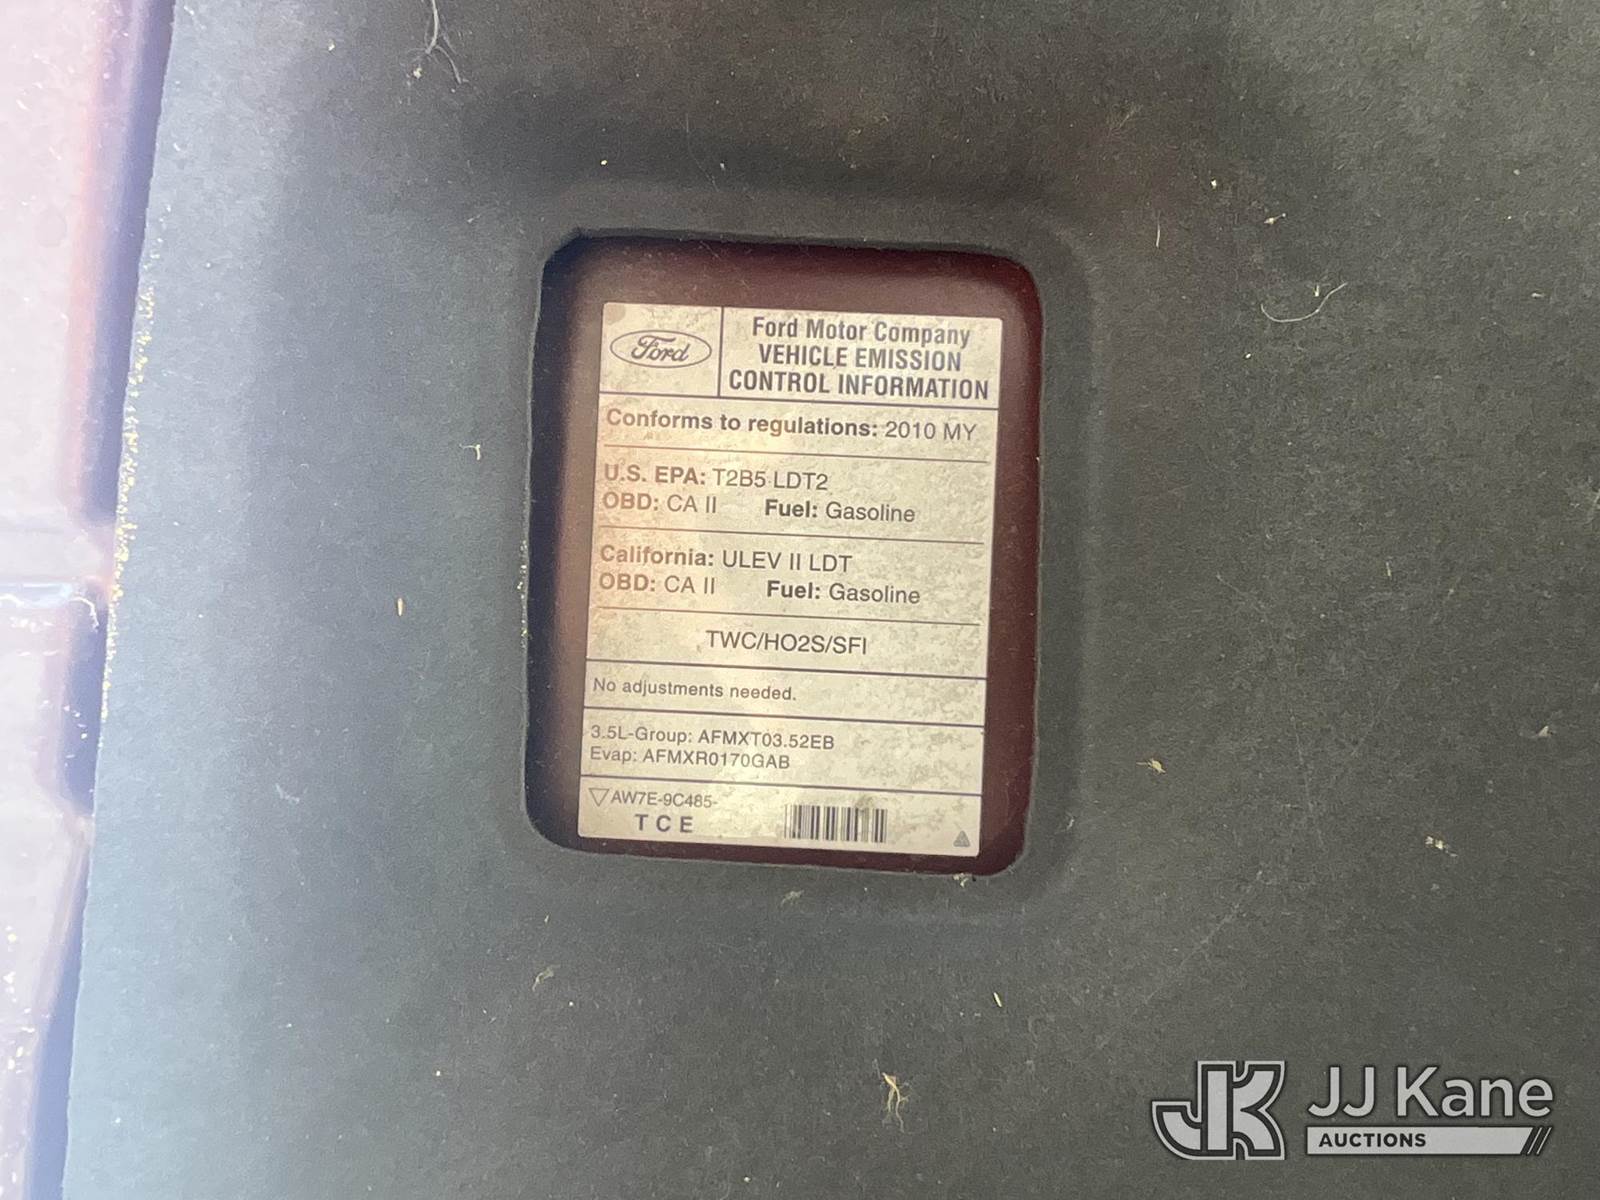 Ford
Ford Motor Company
VEHICLE EMISSION
CONTROL INFORMATION
Conforms to regulations: 2010 MY
U.S. EPA: T2B5 LDT2
OBD: CA II Fuel: Gasoline
California: ULEV II LDT
OBD: CA II Fuel: Gasoline
TWC/HO2S/SFI
No adjustments needed.
3.5L-Group: AFMXT03.52EB
Evap: AFMXR0170GAB
AW7E-9C485-
T C E
JK JJ Kane
AUCTIONS